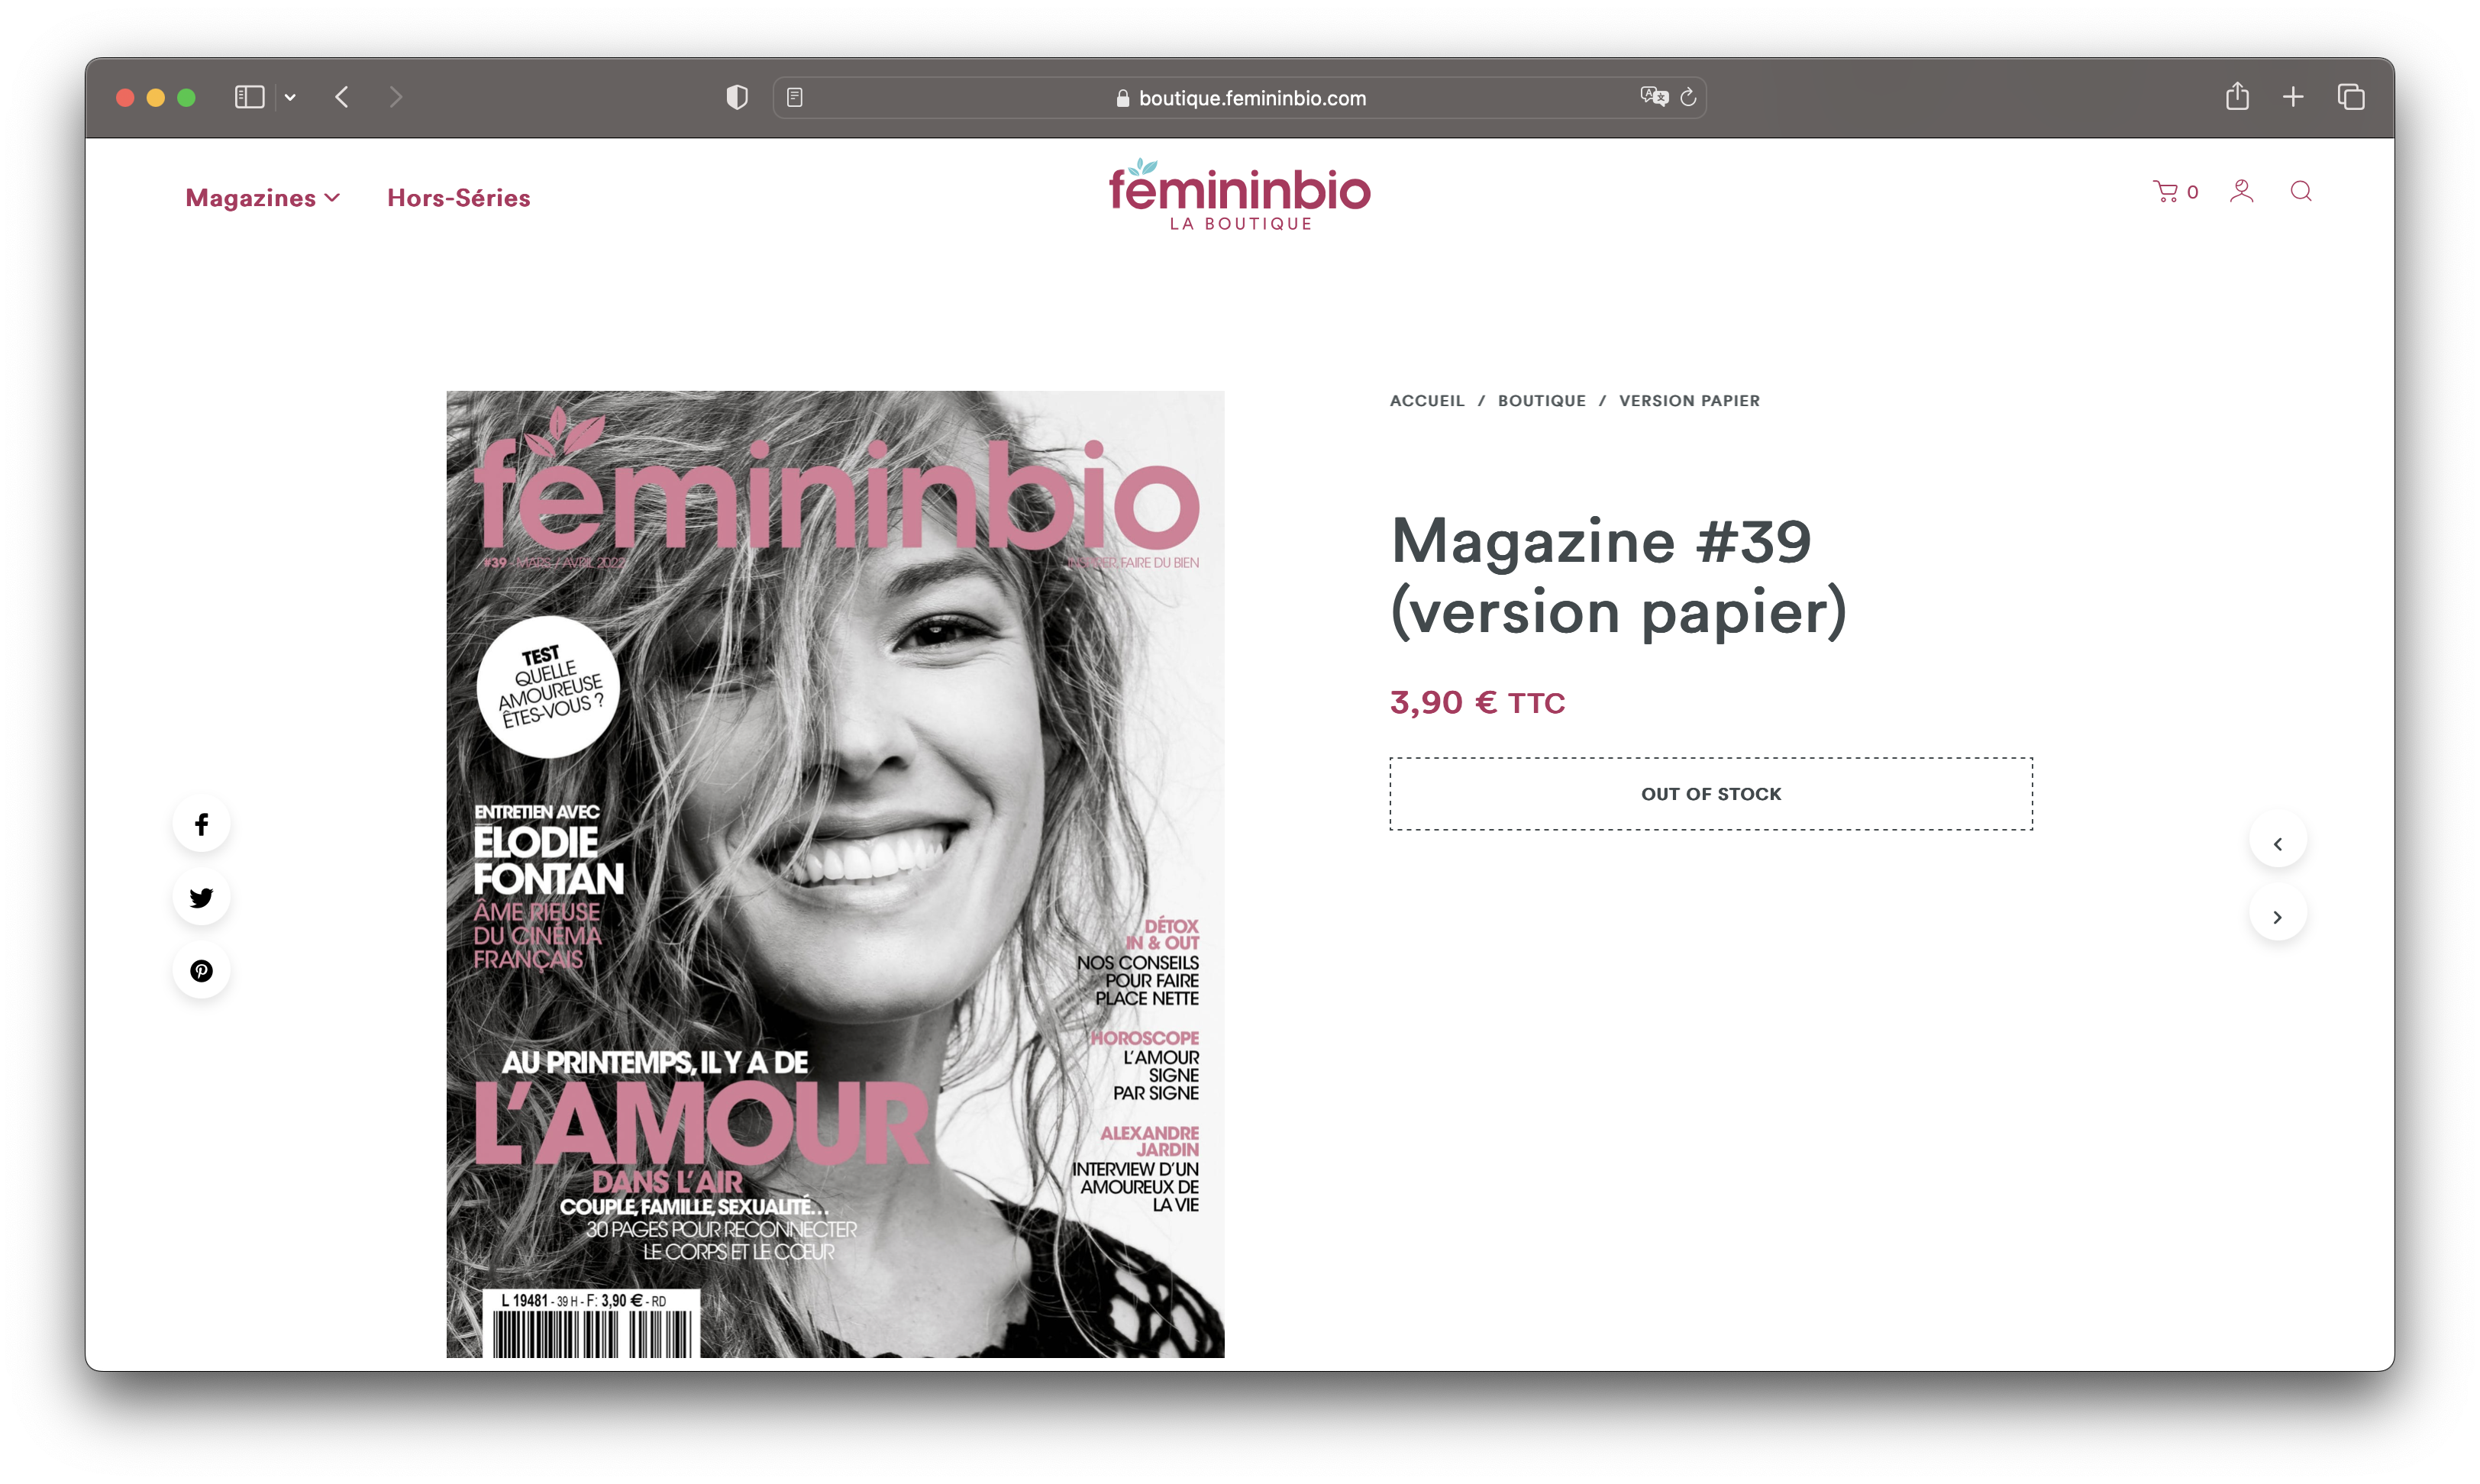 boutique.femininbio.com
Magazines
Hors-Séries
femininbio
LA BOUTIQUE
0
femininbio
#39 - MARS / AVRIL 2022
INSPIRER, FAIRE DU BIEN
TEST
QUELLE
AMOUREUSE
ÊTES-VOUS ?
ENTRETIEN AVEC
ELODIE
FONTAN
ÂME RIEUSE
DU CINÉMA
FRANÇAIS
DÉTOX
IN & OUT
NOS CONSEILS
POUR FAIRE
PLACE NETTE
HOROSCOPE
L'AMOUR
SIGNE
PAR SIGNE
ALEXANDRE
JARDIN
INTERVIEW D'UN
AMOUREUX DE
LA VIE
AU PRINTEMPS, IL Y A DE
L'AMOUR
DANS L'AIR
COUPLE, FAMILLE, SEXUALITÉ...
30 PAGES POUR RECONNECTER
LE CORPS ET LE CŒUR
L 19481 - 39 H - F: 3,90 € - RD
ACCUEIL / BOUTIQUE / VERSION PAPIER
Magazine #39
(version papier)
3,90 € TTC
OUT OF STOCK